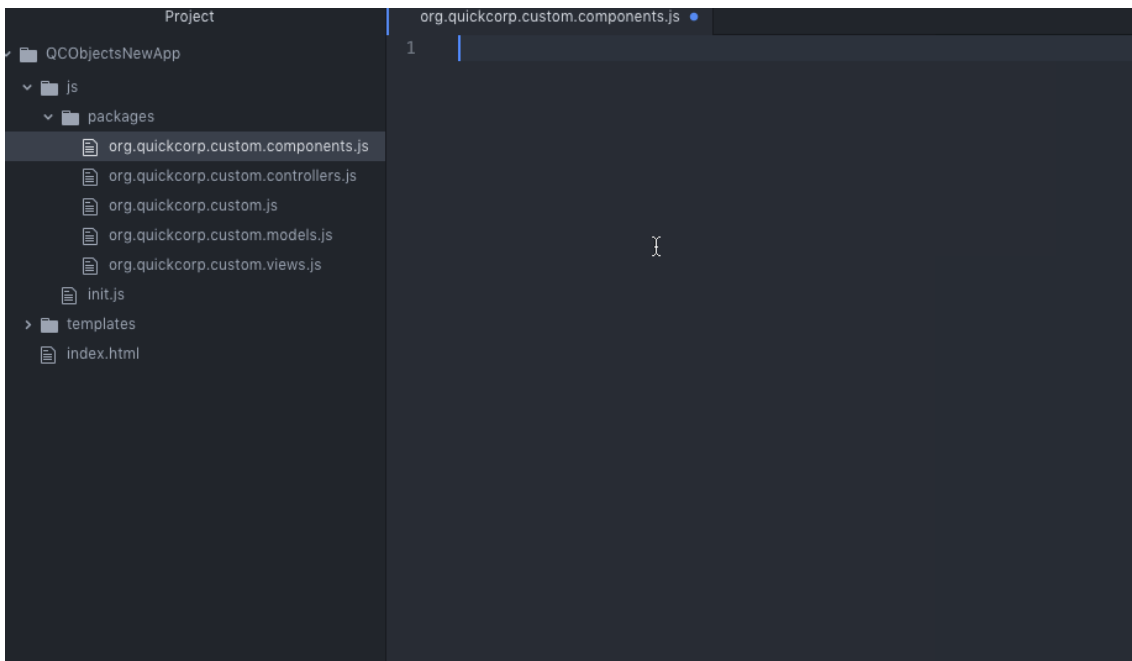 Project
QCObjectsNewApp
js
packages
org.quickcorp.custom.components.js
org.quickcorp.custom.controllers.js
org.quickcorp.custom.js
org.quickcorp.custom.models.js
org.quickcorp.custom.views.js
init.js
templates
index.html
org.quickcorp.custom.components.js
1